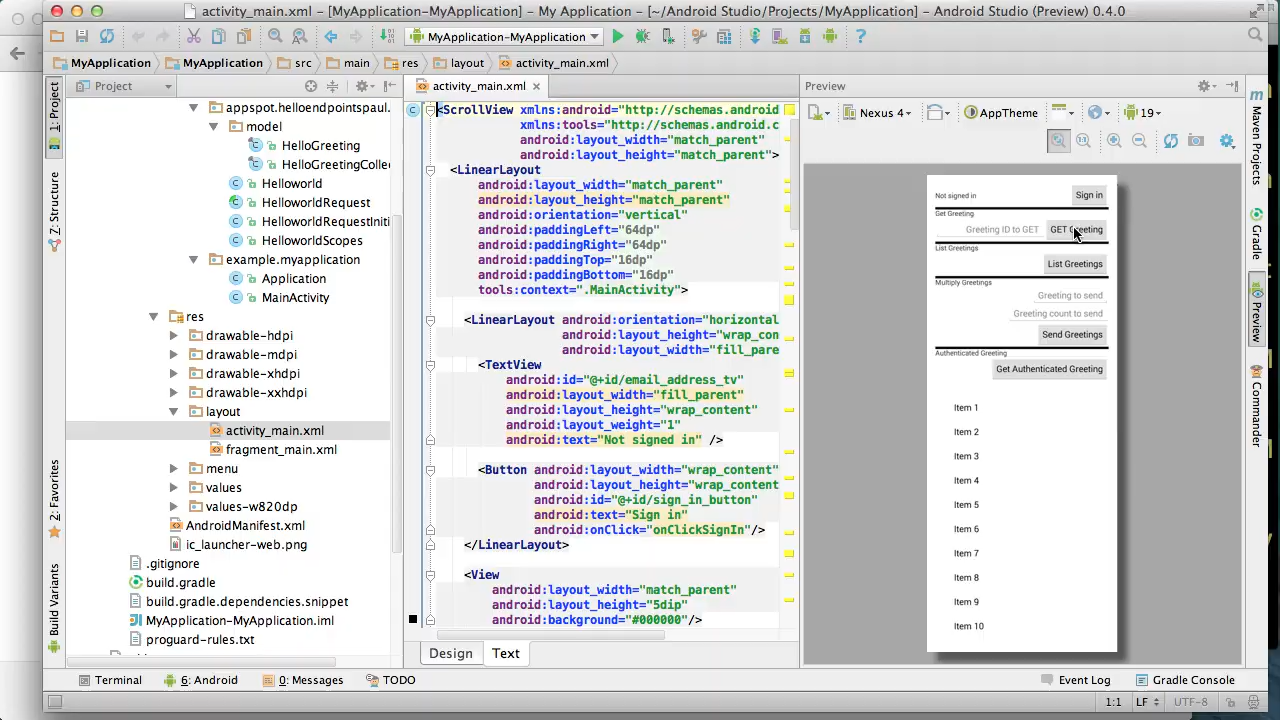 activity_main.xml – [MyApplication-MyApplication] – My Application – [~/Android Studio/Projects/MyApplication] – Android Studio (Preview) 0.4.0
MyApplication-MyApplication
MyApplication
MyApplication
src
main
res
layout
activity_main.xml
Project
activity_main.xml
Preview
1: Project
Z: Structure
2: Favorites
Build Variants
appspot.helloendpointspaul.
model
HelloGreeting
HelloGreetingColle
Helloworld
HelloworldRequest
HelloworldRequestIniti
HelloworldScopes
example.myapplication
Application
MainActivity
res
drawable-hdpi
drawable-mdpi
drawable-xhdpi
drawable-xxhdpi
layout
activity_main.xml
fragment_main.xml
menu
values
values-w820dp
AndroidManifest.xml
ic_launcher-web.png
.gitignore
build.gradle
build.gradle.dependencies.snippet
MyApplication-MyApplication.iml
proguard-rules.txt
<ScrollView xmlns:android="http://schemas.android
xmlns:tools="http://schemas.android.c
android:layout_width="match_parent"
android:layout_height="match_parent">
<LinearLayout
android:layout_width="match_parent"
android:layout_height="match_parent"
android:orientation="vertical"
android:paddingLeft="64dp"
android:paddingRight="64dp"
android:paddingTop="16dp"
android:paddingBottom="16dp"
tools:context=".MainActivity">
<LinearLayout android:orientation="horizontal
android:layout_height="wrap_con
android:layout_width="fill_pare
<TextView
android:id="@+id/email_address_tv"
android:layout_width="fill_parent"
android:layout_height="wrap_content"
android:layout_weight="1"
android:text="Not signed in" />
<Button android:layout_width="wrap_content"
android:layout_height="wrap_content
android:id="@+id/sign_in_button"
android:text="Sign in"
android:onClick="onClickSignIn"/>
</LinearLayout>
<View
android:layout_width="match_parent"
android:layout_height="5dip"
android:background="#000000"/>
Design
Text
Nexus 4
AppTheme
19
1:1
Not signed in
Sign in
Get Greeting
Greeting ID to GET
GET Greeting
List Greetings
List Greetings
Multiply Greetings
Greeting to send
Greeting count to send
Send Greetings
Authenticated Greeting
Get Authenticated Greeting
Item 1
Item 2
Item 3
Item 4
Item 5
Item 6
Item 7
Item 8
Item 9
Item 10
Maven Projects
Gradle
Preview
Commander
Terminal
6: Android
0: Messages
TODO
Event Log
Gradle Console
1:1
LF
UTF-8